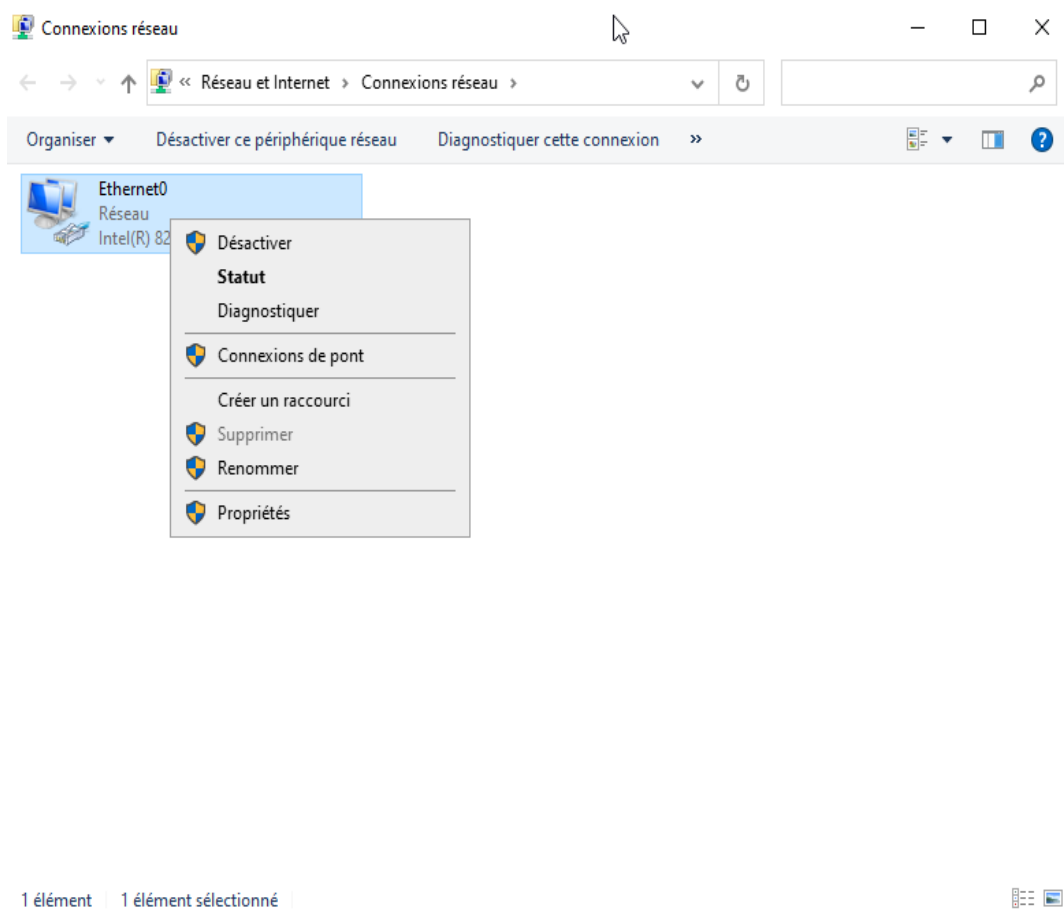 Connexions réseau
« Réseau et Internet › Connexions réseau ›
Organiser Désactiver ce périphérique réseau Diagnostiquer cette connexion »
Ethernet0
Réseau
Intel(R) 82
Désactiver
Statut
Diagnostiquer
Connexions de pont
Créer un raccourci
Supprimer
Renommer
Propriétés
1 élément 1 élément sélectionné